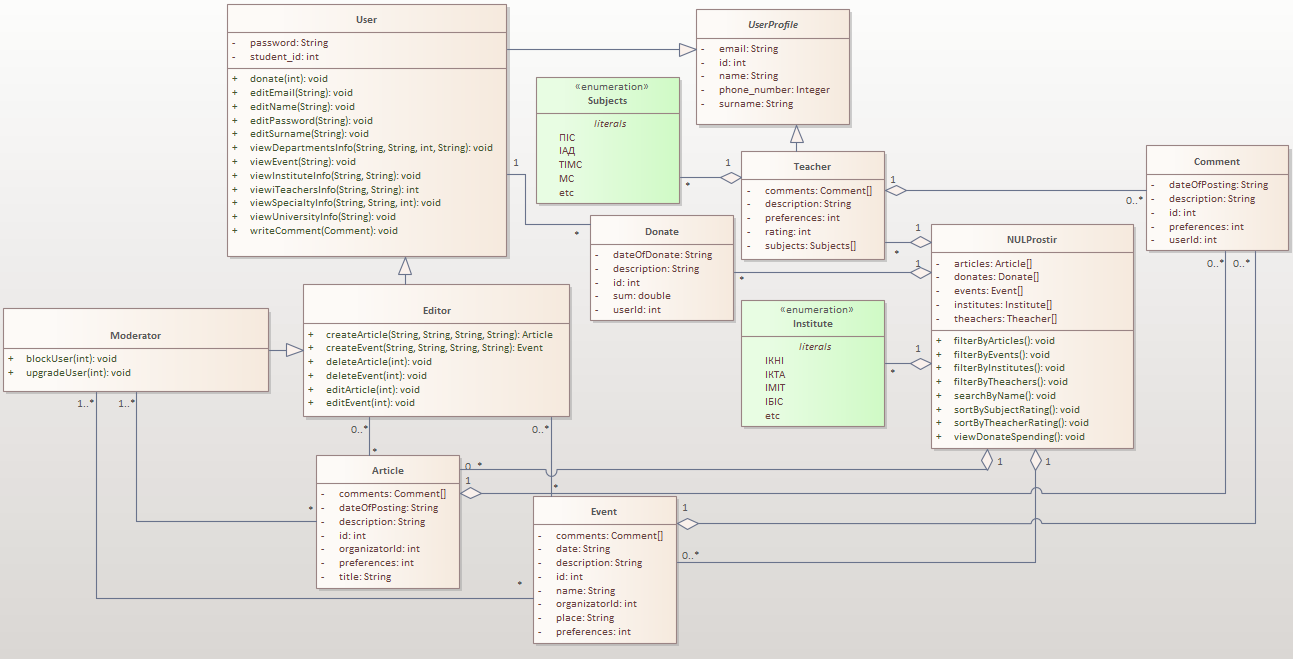 User
- password: String
- student_id: int
+ donate(int): void
+ editEmail(String): void
+ editName(String): void
+ editPassword(String): void
+ editSurname(String): void
+ viewDepartmentsInfo(String, String, int, String): void
+ viewEvent(String): void
+ viewInstituteInfo(String, String): void
+ viewiTeachersInfo(String, String): int
+ viewSpecialtyInfo(String, String, int): void
+ viewUniversityInfo(String): void
+ writeComment(Comment): void
UserProfile
- email: String
- id: int
- name: String
- phone_number: Integer
- surname: String
«enumeration»
Subjects
literals
ПІС
ІАД
ТІМС
МС
etc
1
*
Teacher
- comments: Comment[]
- description: String
- preferences: int
- rating: int
- subjects: Subjects[]
1
0..*
Comment
- dateOfPosting: String
- description: String
- id: int
- preferences: int
- userId: int
0..*
0..*
1
*
Donate
- dateOfDonate: String
- description: String
- id: int
- sum: double
- userId: int
1
*
1
*
NULProstir
- articles: Article[]
- donates: Donate[]
- events: Event[]
- institutes: Institute[]
- theachers: Theacher[]
+ filterByArticles(): void
+ filterByEvents(): void
+ filterByInstitutes(): void
+ filterByTheachers(): void
+ searchByName(): void
+ sortBySubjectRating(): void
+ sortByTheacherRating(): void
+ viewDonateSpending(): void
«enumeration»
Institute
literals
ІКНІ
ІКТА
ІМІТ
ІБІС
etc
1
*
Moderator
+ blockUser(int): void
+ upgradeUser(int): void
1..*
1..*
Editor
+ createArticle(String, String, String, String): Article
+ createEvent(String, String, String, String): Event
+ deleteArticle(int): void
+ deleteEvent(int): void
+ editArticle(int): void
+ editEvent(int): void
0..*
0..*
*
Article
- comments: Comment[]
- dateOfPosting: String
- description: String
- id: int
- organizatorId: int
- preferences: int
- title: String
0..*
1
1
1
*
*
Event
- comments: Comment[]
- date: String
- description: String
- id: int
- name: String
- organizatorId: int
- place: String
- preferences: int
1
0..*
*